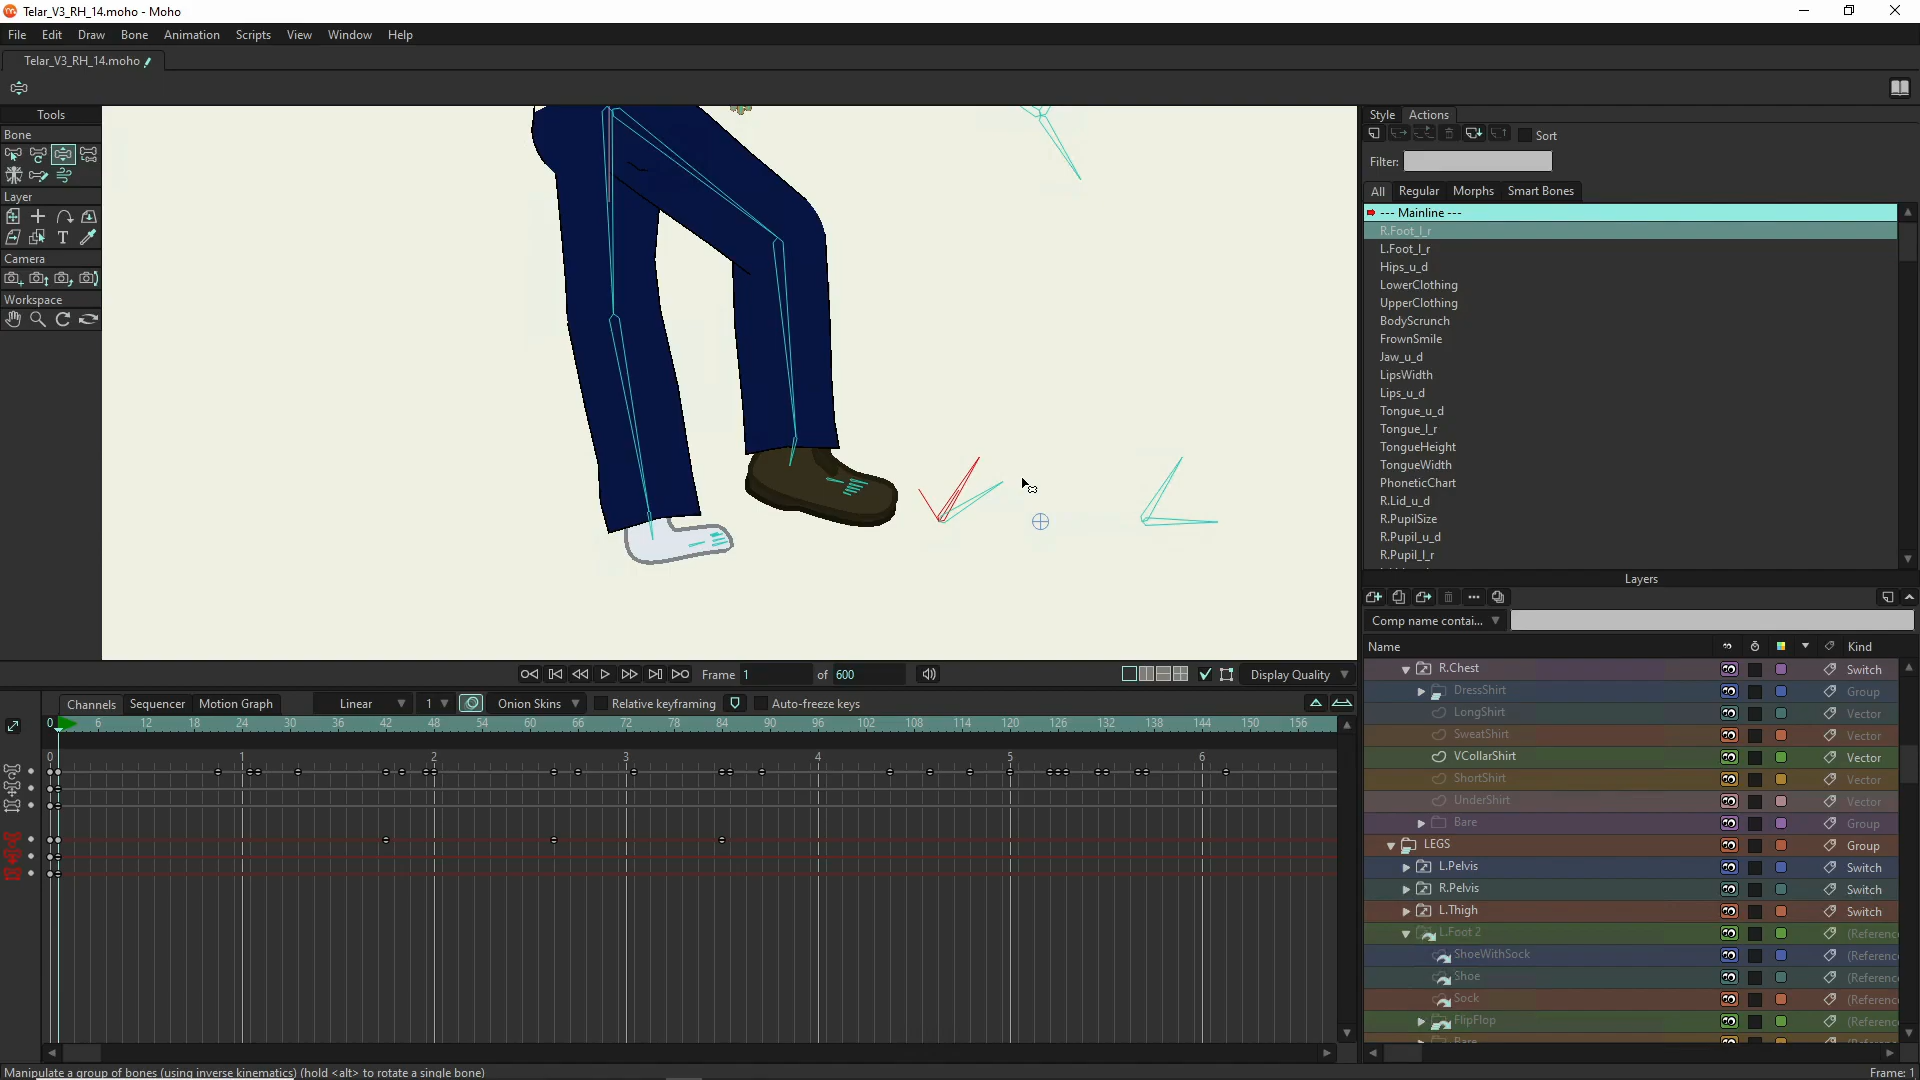 Telar_V3_RH_14.moho - Moho
File Edit Draw Bone Animation Scripts View Window Help
Telar_V3_RH_14.moho
Tools
Bone
Layer
Camera
Workspace
Style Actions
Sort
Filter:
All Regular Morphs Smart Bones
--- Mainline ---
R.Foot_l_r
L.Foot_l_r
Hips_u_d
LowerClothing
UpperClothing
BodyScrunch
FrownSmile
Jaw_u_d
LipsWidth
Lips_u_d
Tongue_u_d
Tongue_l_r
TongueHeight
TongueWidth
PhoneticChart
R.Lid_u_d
R.PupilSize
R.Pupil_u_d
R.Pupil_l_r
Layers
Comp name contai...
Name Kind
R.Chest Switch
DressShirt Group
LongShirt Vector
SweatShirt Vector
VCollarShirt Vector
ShortShirt Vector
UnderShirt Vector
Bare Group
LEGS Group
L.Pelvis Switch
R.Pelvis Switch
L.Thigh Switch
L.Foot 2 (Referenc
ShoeWithSock (Referenc
Shoe (Referenc
Sock (Referenc
FlipFlop (Referenc
Frame 1 of 600 Display Quality
Channels Sequencer Motion Graph Linear 1 Onion Skins Relative keyframing Auto-freeze keys
0 6 12 18 24 30 36 42 48 54 60 66 72 78 84 90 96 102 108 114 120 126 132 138 144 150 156
0 1 2 3 4 5 6
Manipulate a group of bones (using inverse kinematics) (hold <alt> to rotate a single bone)
Frame: 1